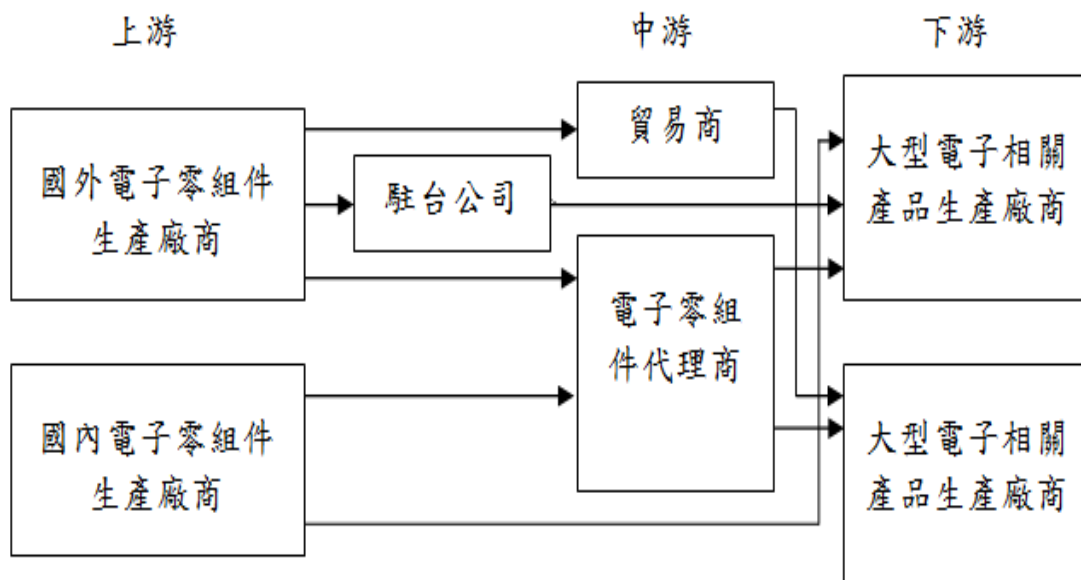 上游
中游
下游
國外電子零組件
生產廠商
駐台公司
貿易商
電子零組
件代理商
大型電子相關
產品生產廠商
國內電子零組件
生產廠商
大型電子相關
產品生產廠商